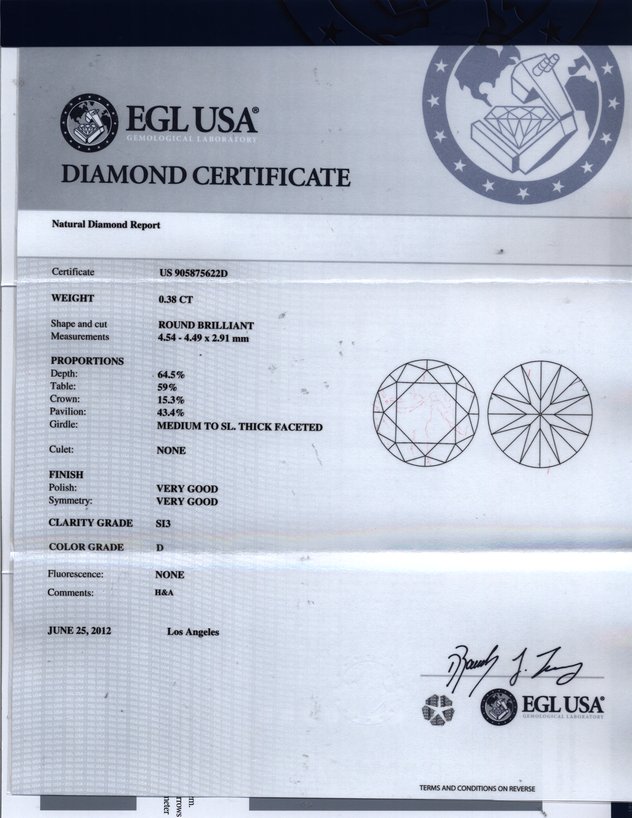 EGL USA®
GEMOLOGICAL LABORATORY
DIAMOND CERTIFICATE
Natural Diamond Report
Certificate US 905875622D
WEIGHT 0.38 CT
Shape and cut ROUND BRILLIANT
Measurements 4.54 - 4.49 x 2.91 mm
PROPORTIONS
Depth: 64.5%
Table: 59%
Crown: 15.3%
Pavilion: 43.4%
Girdle: MEDIUM TO SL. THICK FACETED
Culet: NONE
FINISH
Polish: VERY GOOD
Symmetry: VERY GOOD
CLARITY GRADE SI3
COLOR GRADE D
Fluorescence: NONE
Comments: H&A
JUNE 25, 2012 Los Angeles
EGL USA®
GEMOLOGICAL LABORATORY
TERMS AND CONDITIONS ON REVERSE